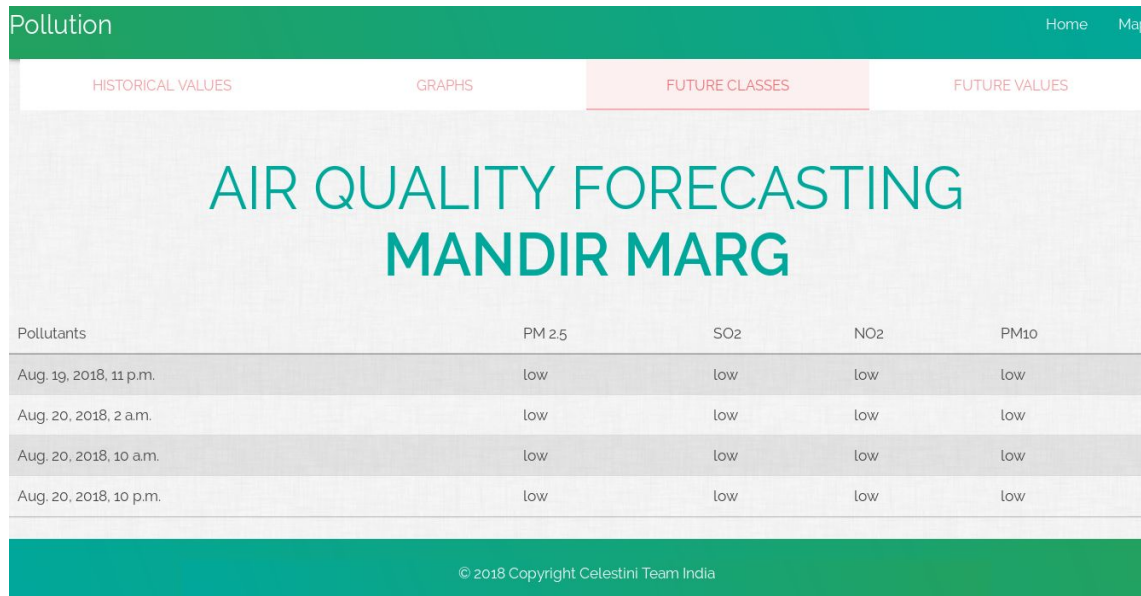 Pollution Home Map
HISTORICAL VALUES GRAPHS FUTURE CLASSES FUTURE VALUES
AIR QUALITY FORECASTING
MANDIR MARG
Pollutants PM 2.5 SO2 NO2 PM10
Aug. 19, 2018, 11 p.m. low low low low
Aug. 20, 2018, 2 a.m. low low low low
Aug. 20, 2018, 10 a.m. low low low low
Aug. 20, 2018, 10 p.m. low low low low
© 2018 Copyright Celestini Team India